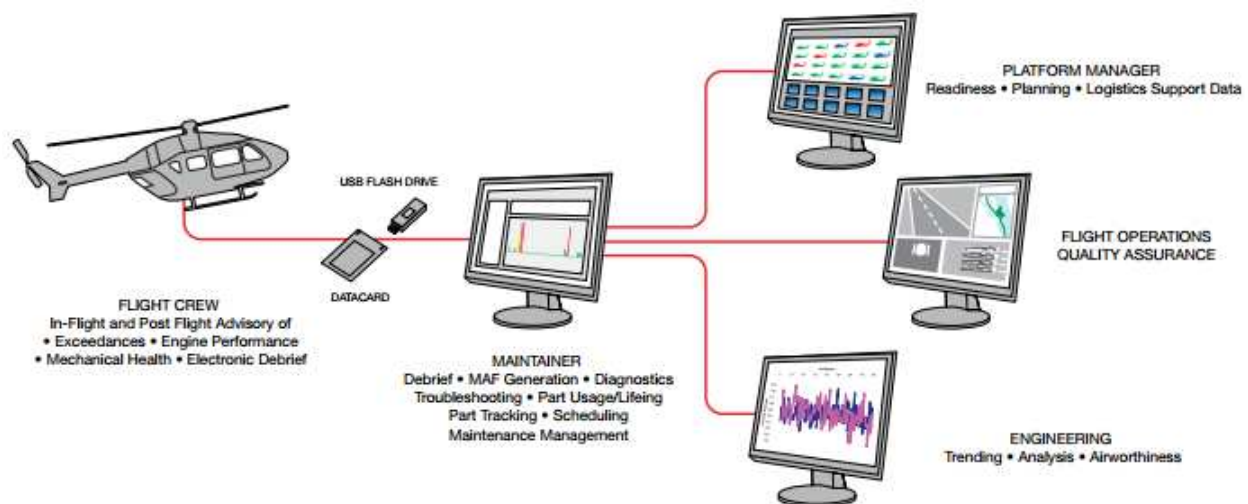 PLATFORM MANAGER
Readiness • Planning • Logistics Support Data
USB FLASH DRIVE
DATACARD
FLIGHT OPERATIONS
QUALITY ASSURANCE
FLIGHT CREW
In-Flight and Post Flight Advisory of
• Exceedances • Engine Performance
• Mechanical Health • Electronic Debrief
MAINTAINER
Debrief • MAF Generation • Diagnostics
Troubleshooting • Part Usage/Lifeing
Part Tracking • Scheduling
Maintenance Management
ENGINEERING
Trending • Analysis • Airworthiness